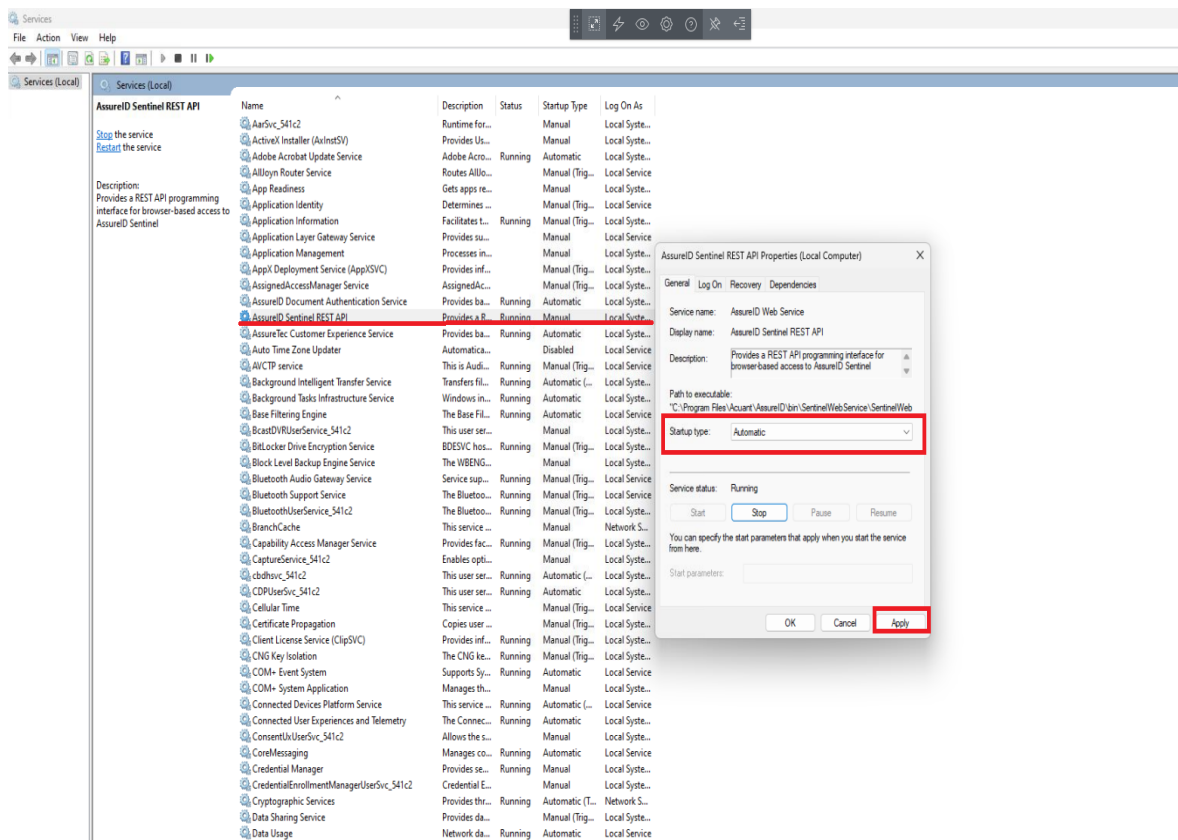 Services
File Action View Help
Services (Local)
Services (Local)
AssureID Sentinel REST API
Stop the service
Restart the service
Description:
Provides a REST API programming
interface for browser-based access to
AssureID Sentinel
Name Description Status Startup Type Log On As
AarSvc_541c2 Runtime for... Manual Local Syste...
ActiveX Installer (AxInstSV) Provides Us... Manual Local Syste...
Adobe Acrobat Update Service Adobe Acro... Running Automatic Local Syste...
AllJoyn Router Service Routes AllJo... Manual (Trig... Local Service
App Readiness Gets apps re... Manual Local Syste...
Application Identity Determines ... Manual (Trig... Local Service
Application Information Facilitates t... Running Manual (Trig... Local Syste...
Application Layer Gateway Service Provides su... Manual Local Service
Application Management Processes in... Manual Local Syste...
AppX Deployment Service (AppXSVC) Provides inf... Manual (Trig... Local Syste...
AssignedAccessManager Service AssignedAc... Manual (Trig... Local Syste...
AssureID Document Authentication Service Provides ba... Running Automatic Local Syste...
AssureID Sentinel REST API Provides a R... Running Manual Local Syste...
AssureTec Customer Experience Service Provides ba... Running Automatic Local Syste...
Auto Time Zone Updater Automatica... Disabled Local Service
AVCTP service This is Audi... Running Manual (Trig... Local Service
Background Intelligent Transfer Service Transfers fil... Running Automatic (... Local Syste...
Background Tasks Infrastructure Service Windows in... Running Automatic Local Syste...
Base Filtering Engine The Base Fil... Running Automatic Local Service
BcastDVRUserService_541c2 This user ser... Manual Local Syste...
BitLocker Drive Encryption Service BDESVC hos... Running Manual (Trig... Local Syste...
Block Level Backup Engine Service The WBENG... Manual Local Syste...
Bluetooth Audio Gateway Service Service sup... Running Manual (Trig... Local Service
Bluetooth Support Service The Bluetoo... Running Manual (Trig... Local Service
BluetoothUserService_541c2 The Bluetoo... Running Manual (Trig... Local Syste...
BranchCache This service ... Manual Network S...
Capability Access Manager Service Provides fac... Running Manual (Trig... Local Syste...
CaptureService_541c2 Enables opti... Manual Local Syste...
cbdhsvc_541c2 This user ser... Running Automatic (... Local Syste...
CDPUserSvc_541c2 This user ser... Running Automatic Local Syste...
Cellular Time This service ... Manual (Trig... Local Service
Certificate Propagation Copies user ... Manual (Trig... Local Syste...
Client License Service (ClipSVC) Provides inf... Running Manual (Trig... Local Syste...
CNG Key Isolation The CNG ke... Running Manual (Trig... Local Syste...
COM+ Event System Supports Sy... Running Automatic Local Service
COM+ System Application Manages th... Manual Local Syste...
Connected Devices Platform Service This service ... Running Automatic (... Local Service
Connected User Experiences and Telemetry The Connec... Running Automatic Local Syste...
ConsentUxUserSvc_541c2 Allows the s... Manual Local Syste...
CoreMessaging Manages co... Running Automatic Local Service
Credential Manager Provides se... Running Manual Local Syste...
CredentialEnrollmentManagerUserSvc_541c2 Credential E... Manual Local Syste...
Cryptographic Services Provides thr... Running Automatic (T... Network S...
Data Sharing Service Provides da... Manual (Trig... Local Syste...
Data Usage Network da... Running Automatic Local Service
AssureID Sentinel REST API Properties (Local Computer)
General Log On Recovery Dependencies
Service name: AssureID Web Service
Display name: AssureID Sentinel REST API
Description: Provides a REST API programming interface for
browser-based access to AssureID Sentinel
Path to executable:
"C:\Program Files\Acuant\AssureID\bin\SentinelWebService\SentinelWeb
Startup type: Automatic
Service status: Running
Start Stop Pause Resume
You can specify the start parameters that apply when you start the service
from here.
Start parameters:
OK Cancel Apply